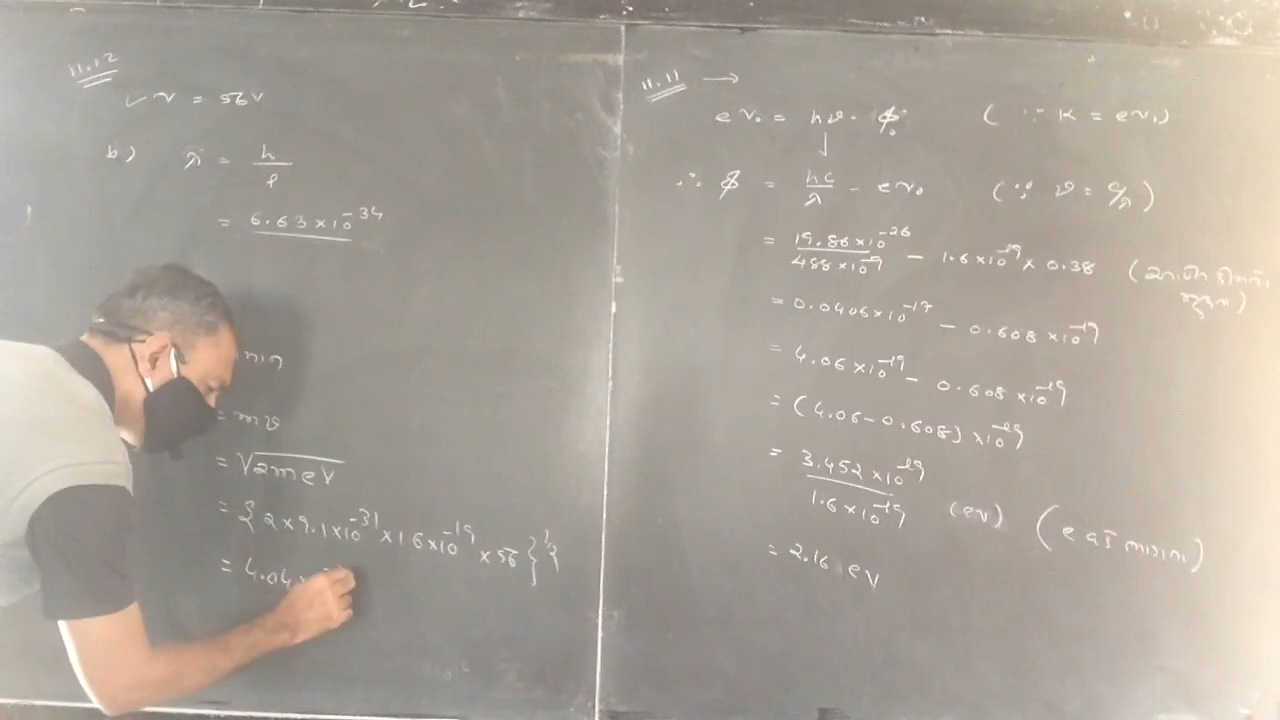 11.12
✓ V = 56V
b) λ = h / p
= 6.63 × 10⁻³⁴
= mv
= √2meV
= { 2 × 9.1 × 10⁻³¹ × 1.6 × 10⁻¹⁹ × 56 }^½
= 4.04 ×
11.11 →
eV₀ = hν - ϕ₀ ( ∵ K = eV₀ )
∴ ϕ = hc / λ - eV₀ ( ∵ ν = c/λ )
= 19.86 × 10⁻²⁶ / 488 × 10⁻⁹ - 1.6 × 10⁻¹⁹ × 0.38
= 0.0406 × 10⁻¹⁷ - 0.608 × 10⁻¹⁹
= 4.06 × 10⁻¹⁹ - 0.608 × 10⁻¹⁹
= (4.06 - 0.608) × 10⁻¹⁹
= 3.452 × 10⁻¹⁹ / 1.6 × 10⁻¹⁹ (eV) (e વડે ભાગતા)
= 2.16 eV